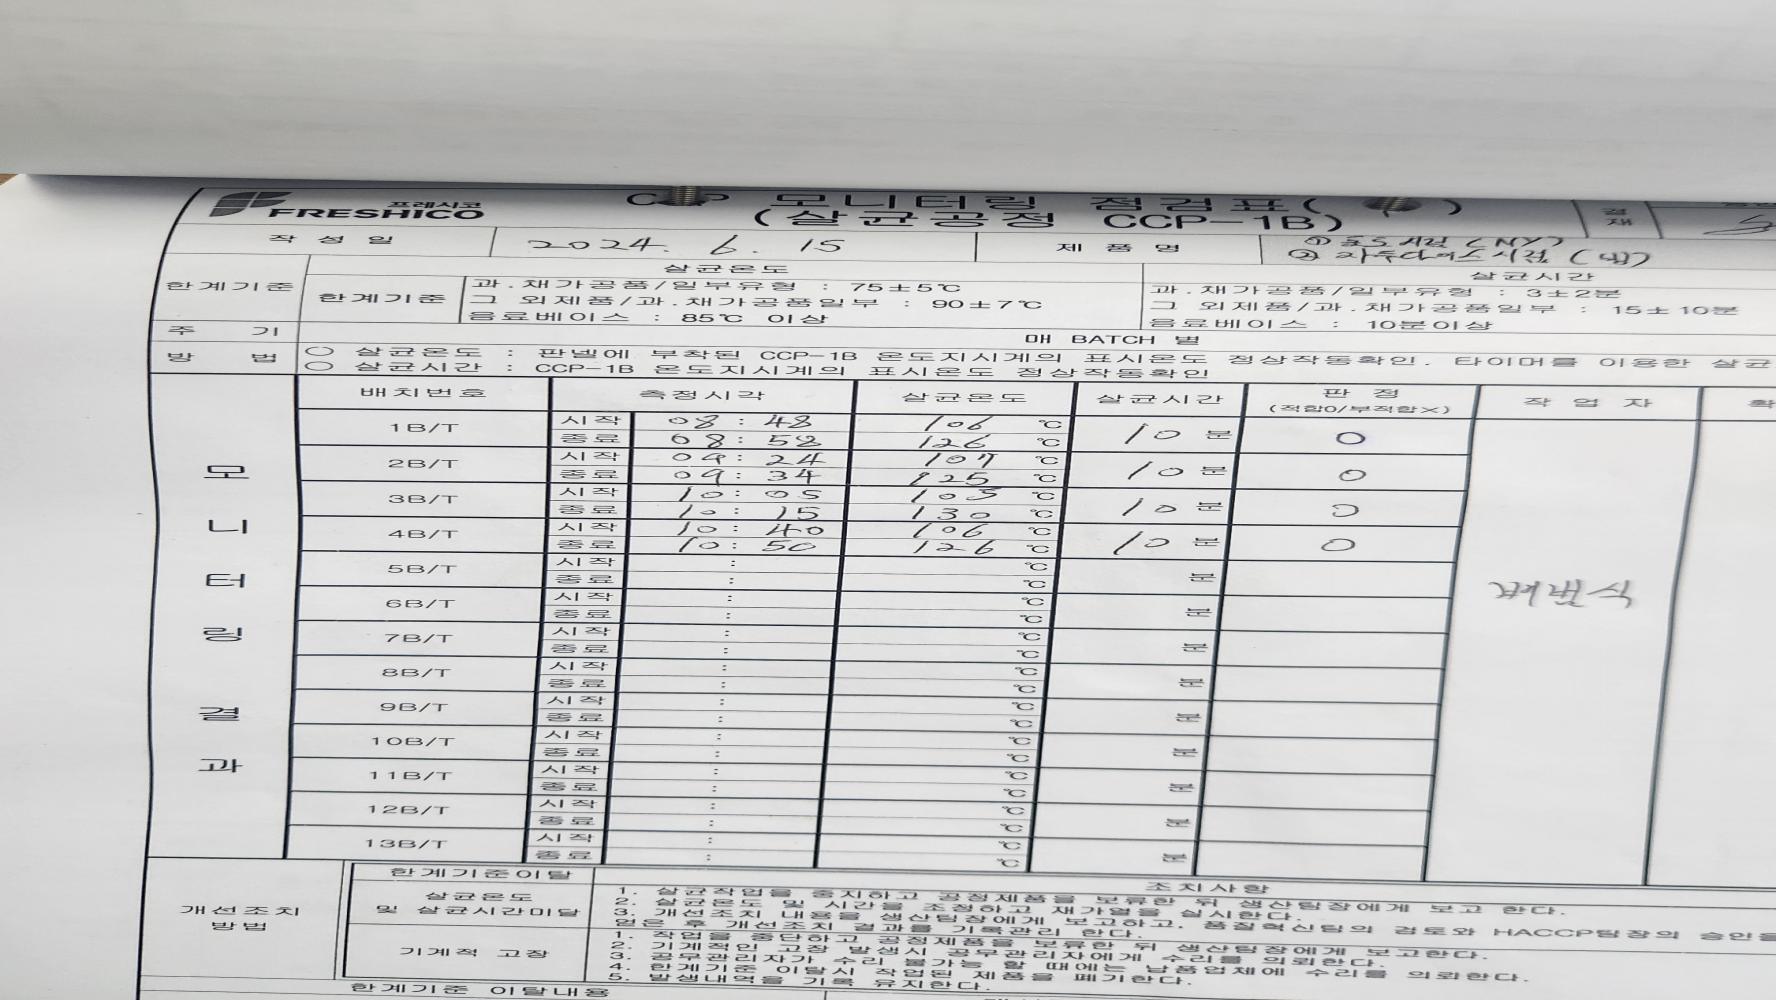 프레시코
FRESHICO
CCP 모니터링 점검표( )
(살균공정 CCP-1B)
결재
작 성 일 2024. 6. 15 제 품 명 ① (NY)
②
한계기준 살균온도 살균시간
한계기준 과.채가공품/일부유형 : 75±5℃ 과.채가공품/일부유형 : 3±2분
그 외제품/과.채가공품일부 : 90±7℃ 그 외제품/과.채가공품일부 : 15±10분
음료베이스 : 85℃ 이상 음료베이스 : 10분이상
주 기 매 BATCH 별
방 법 ○ 살균온도 : 판넬에 부착된 CCP-1B 온도지시계의 표시온도 정상작동확인. 타이머를 이용한 살균
○ 살균시간 : CCP-1B 온도지시계의 표시온도 정상작동확인
모니터링결과
배치번호 측정시각 살균온도 살균시간 판 정 작 업 자 확
(적합O/부적합×)
1B/T 시작 08 : 48 106 ℃ 10 분 O
종료 08 : 58 126 ℃
2B/T 시작 09 : 24 107 ℃ 10 분 O
종료 09 : 34 125 ℃
3B/T 시작 10 : 05 105 ℃ 10 분 O
종료 10 : 15 130 ℃
4B/T 시작 10 : 40 106 ℃ 10 분 O
종료 10 : 50 126 ℃
5B/T 시작 : ℃ 분
종료 : ℃
6B/T 시작 : ℃ 분
종료 : ℃
7B/T 시작 : ℃ 분
종료 : ℃
8B/T 시작 : ℃ 분
종료 : ℃
9B/T 시작 : ℃ 분
종료 : ℃
10B/T 시작 : ℃ 분
종료 : ℃
11B/T 시작 : ℃ 분
종료 : ℃
12B/T 시작 : ℃ 분
종료 : ℃
13B/T 시작 : ℃ 분
종료 : ℃
개선조치
방법
한계기준이탈 조치사항
살균온도
및 살균시간미달
1. 살균작업을 중지하고 공정제품을 보류한 뒤 생산팀장에게 보고 한다.
2. 살균온도 및 시간을 조정하고 재가열을 실시한다.
3. 개선조치 내용을 생산팀장에게 보고하고, 품질혁신팀의 검토와 HACCP팀장의 승인을
얻은 후 개선조치 결과를 기록관리 한다.
기계적 고장
1. 작업을 중단하고 공정제품을 보류한 뒤 생산팀장에게 보고한다.
2. 기계적인 고장 발생시 공무관리자에게 수리를 의뢰한다.
3. 공무관리자가 수리 불가능 할 때에는 납품업체에 수리를 의뢰한다.
4. 한계기준 이탈시 작업된 제품을 폐기한다.
5. 발생내역을 기록 유지한다.
한계기준 이탈내용